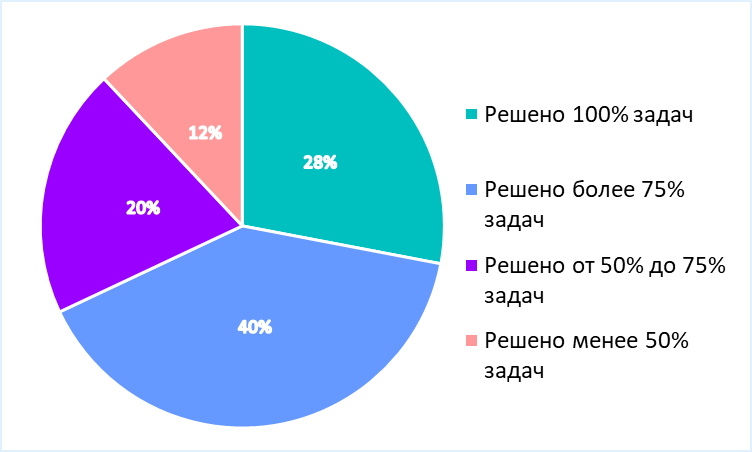 12%
28%
20%
40%
Решено 100% задач
Решено более 75%
задач
Решено от 50% до 75%
задач
Решено менее 50%
задач